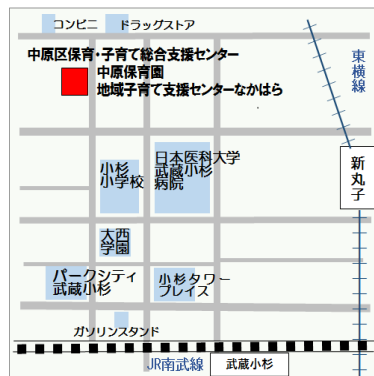 コンビニ
ドラッグストア
中原区保育・子育て総合支援センター
中原保育園
地域子育て支援センターなかはら
東横線
小杉
小学校
日本医科大学
武蔵小杉
病院
新丸子
大西
学園
パークシティ
武蔵小杉
小杉タワー
プレイス
ガソリンスタンド
JR南武線
武蔵小杉